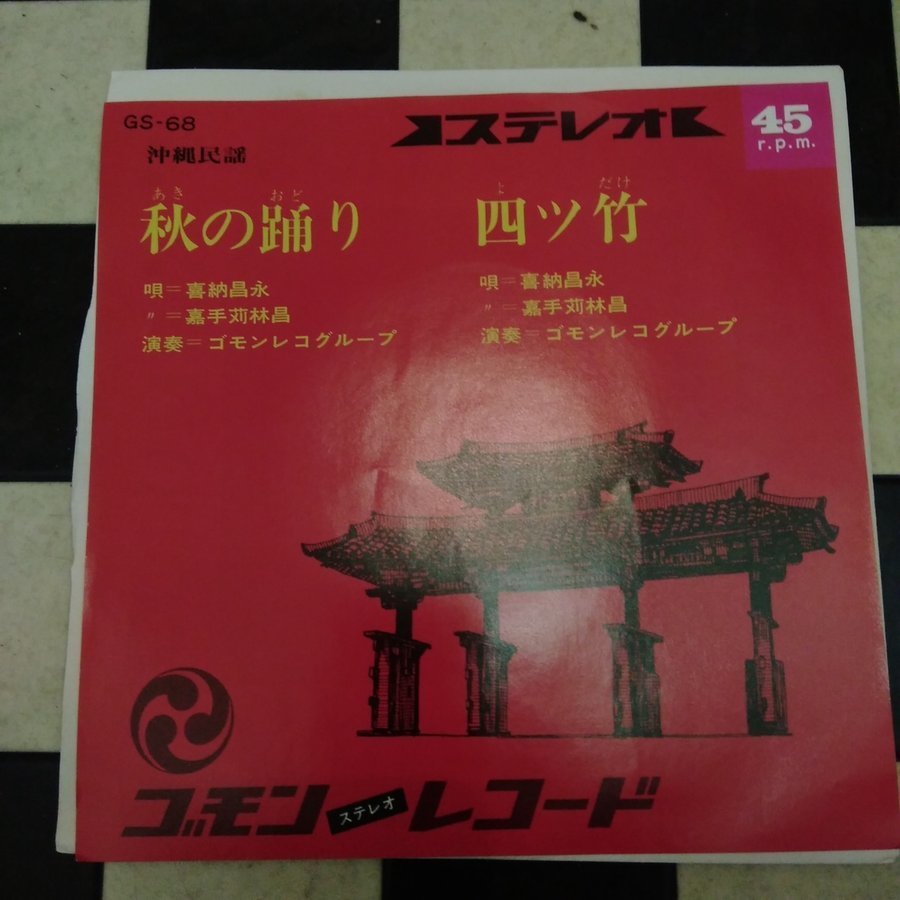 GS-68
ステレオ
45
r.p.m.
沖縄民謡
あき おど
秋の踊り
唄＝喜納昌永
〃＝嘉手苅林昌
演奏＝ゴモンレコグループ
よ だけ
四ツ竹
唄＝喜納昌永
〃＝嘉手苅林昌
演奏＝ゴモンレコグループ
ゴモンステレオレコード